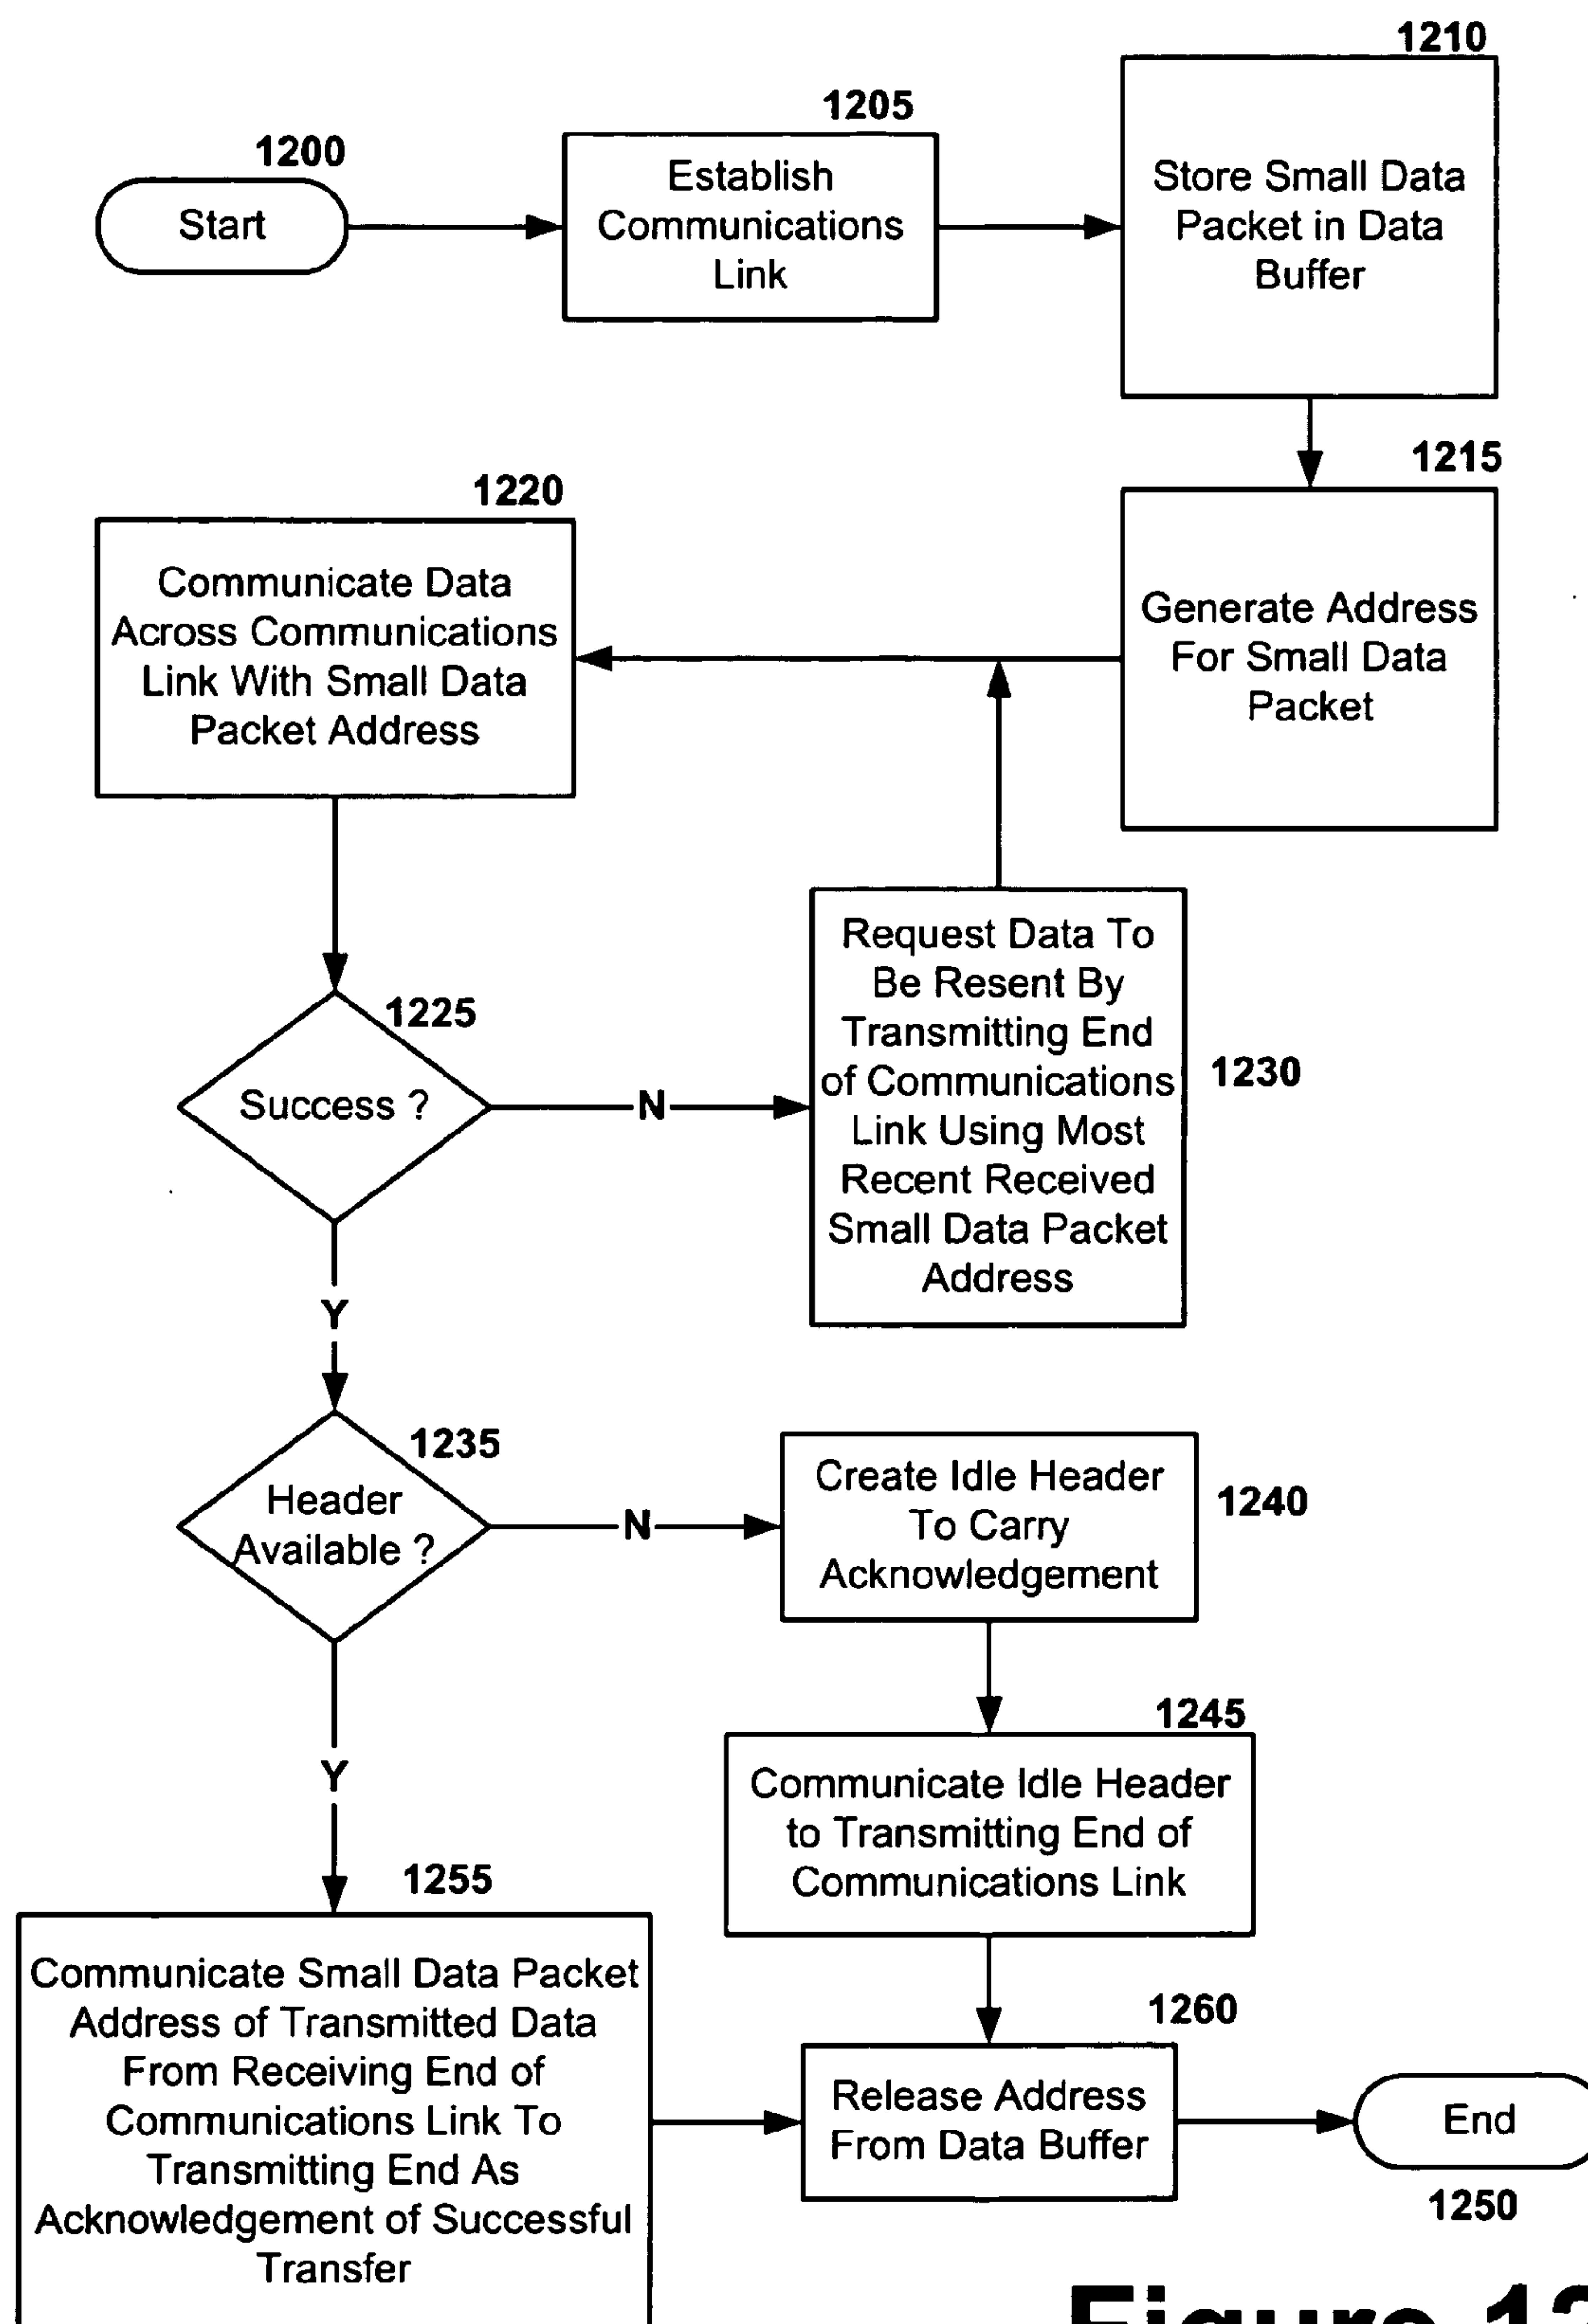 1200
Start
1205
Establish
Communications
Link
1210
Store Small Data
Packet in Data
Buffer
1215
Generate Address
For Small Data
Packet
1220
Communicate Data
Across Communications
Link With Small Data
Packet Address
1225
Success ?
N
1230
Request Data To
Be Resent By
Transmitting End
of Communications
Link Using Most
Recent Received
Small Data Packet
Address
Y
1235
Header
Available ?
N
1240
Create Idle Header
To Carry
Acknowledgement
1245
Communicate Idle Header
to Transmitting End of
Communications Link
Y
1255
Communicate Small Data Packet
Address of Transmitted Data
From Receiving End of
Communications Link To
Transmitting End As
Acknowledgement of Successful
Transfer
1260
Release Address
From Data Buffer
End
1250
Figure 12